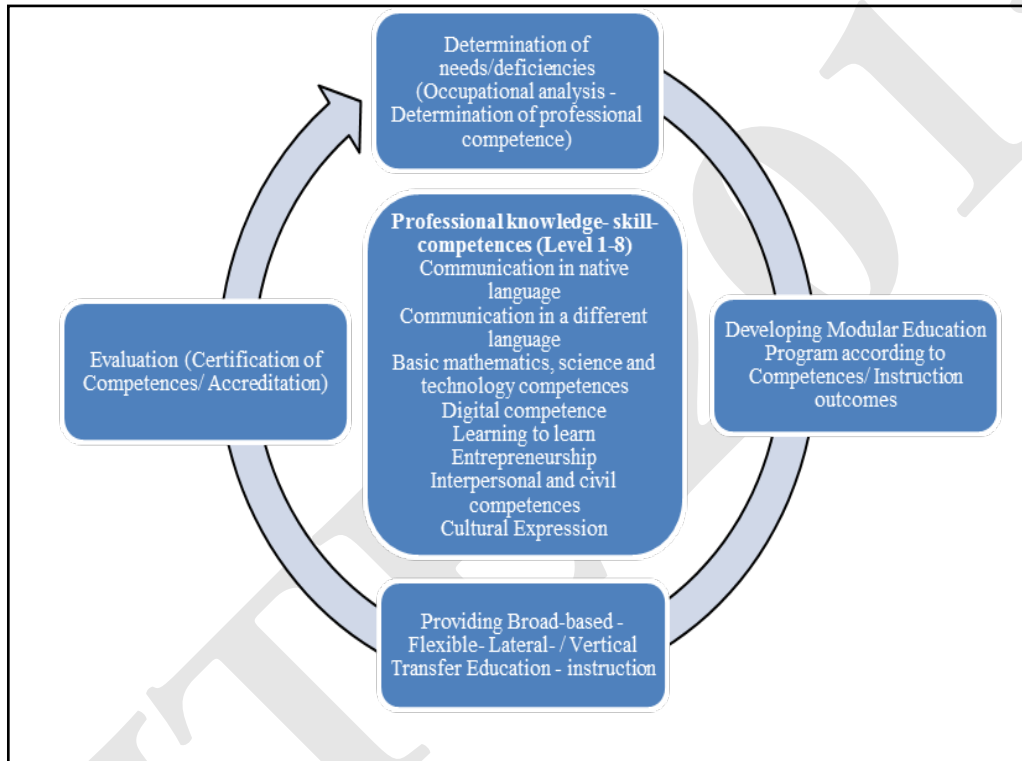 Determination of
needs/deficiencies
(Occupational analysis -
Determination of professional
competence)
Professional knowledge- skill-
competences (Level 1-8)
Communication in native
language
Communication in a different
language
Basic mathematics, science and
technology competences
Digital competence
Learning to learn
Entrepreneurship
Interpersonal and civil
competences
Cultural Expression
Evaluation (Certification of
Competences/ Accreditation)
Developing Modular Education
Program according to
Competences/ Instruction
outcomes
Providing Broad-based -
Flexible- Lateral- / Vertical
Transfer Education - instruction